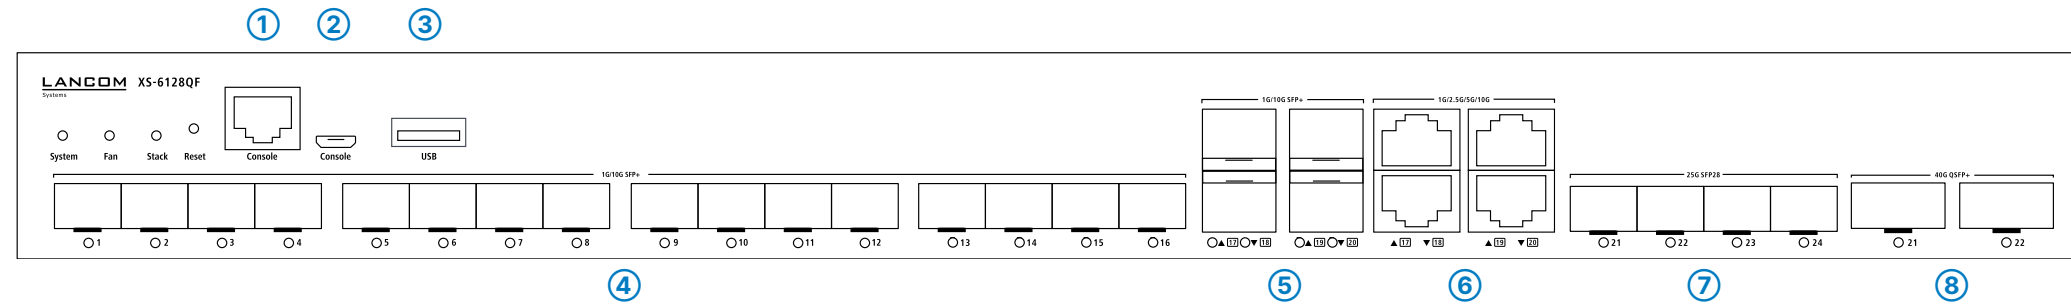 ① ② ③
LANCOM XS-6128QF
Systems
System Fan Stack Reset Console Console USB
1G/10G SFP+ 1G/2.5G/5G/10G
1G/10G SFP+ 25G SFP28 40G QSFP+
1 2 3 4 5 6 7 8 9 10 11 12 13 14 15 16 ▲ 17 ▼ 18 ▲ 19 ▼ 20 ▲ 17 ▼ 18 ▲ 19 ▼ 20 21 22 23 24 21 22
④ ⑤ ⑥ ⑦ ⑧